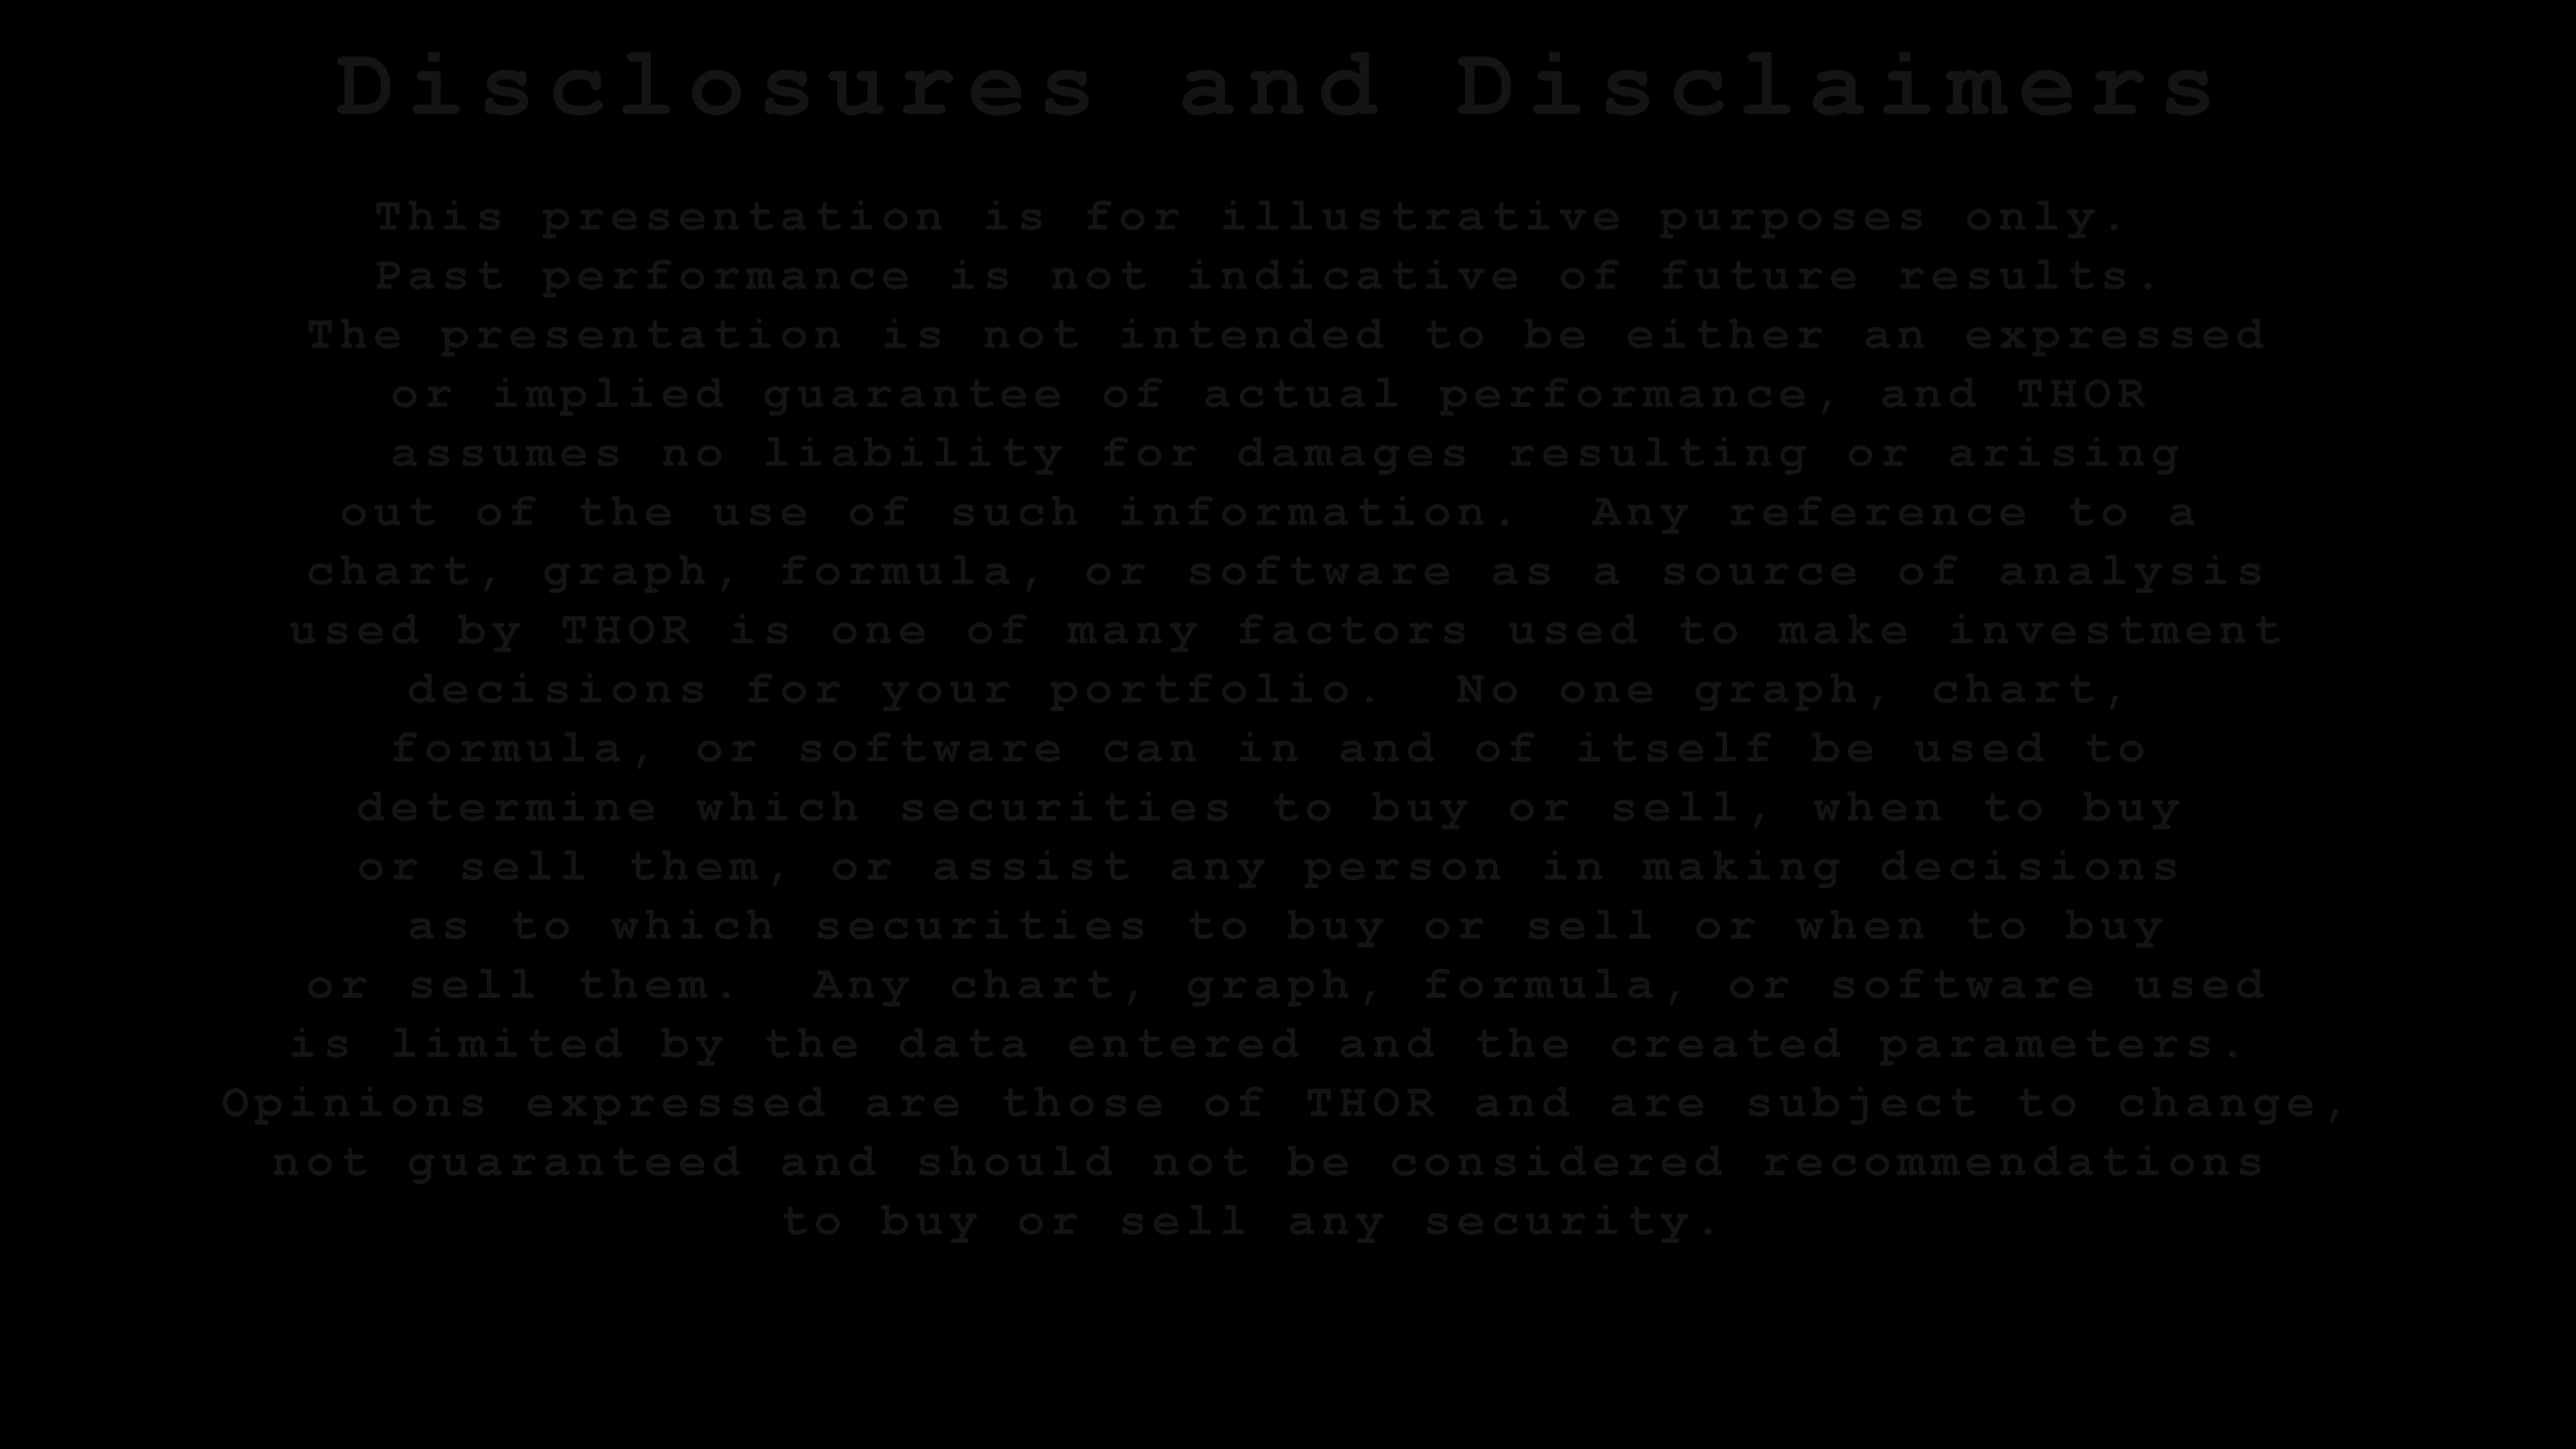 Disclosures and Disclaimers
This presentation is for illustrative purposes only.
Past performance is not indicative of future results.
The presentation is not intended to be either an expressed
or implied guarantee of actual performance, and THOR
assumes no liability for damages resulting or arising
out of the use of such information.  Any reference to a
chart, graph, formula, or software as a source of analysis
used by THOR is one of many factors used to make investment
decisions for your portfolio.  No one graph, chart,
formula, or software can in and of itself be used to
determine which securities to buy or sell, when to buy
or sell them, or assist any person in making decisions
as to which securities to buy or sell or when to buy
or sell them.  Any chart, graph, formula, or software used
is limited by the data entered and the created parameters.
Opinions expressed are those of THOR and are subject to change,
not guaranteed and should not be considered recommendations
to buy or sell any security.